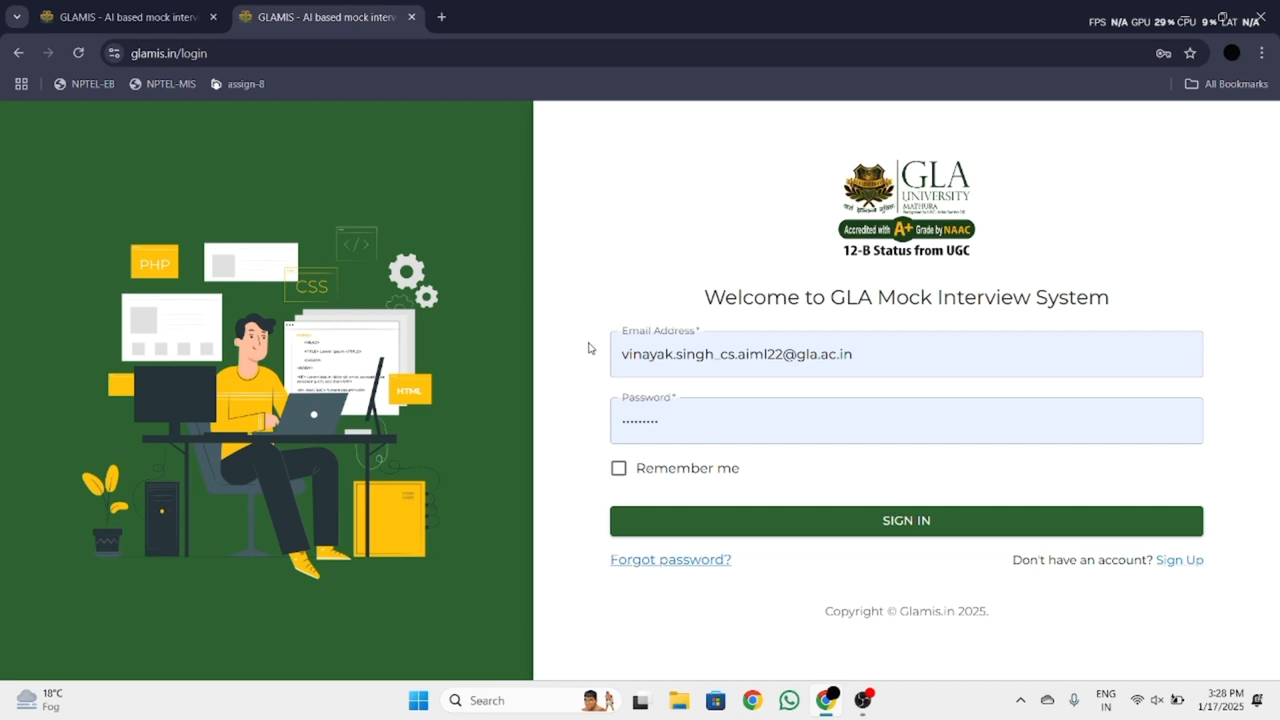 GLAMIS - AI based mock interv
GLAMIS - AI based mock interv
FPS N/A GPU 29 % CPU 9 % LAT N/A
glamis.in/login
NPTEL-EB
NPTEL-MIS
assign-8
All Bookmarks
PHP
</>
CSS
HTML
GLA
UNIVERSITY
MATHURA
Accredited with A+ Grade by NAAC
12-B Status from UGC
Welcome to GLA Mock Interview System
Email Address*
vinayak.singh_cs.aiml22@gla.ac.in
Password*
•••••••••
Remember me
SIGN IN
Forgot password?
Don't have an account? Sign Up
Copyright © Glamis.in 2025.
18°C
Fog
Search
ENG
IN
3:28 PM
1/17/2025